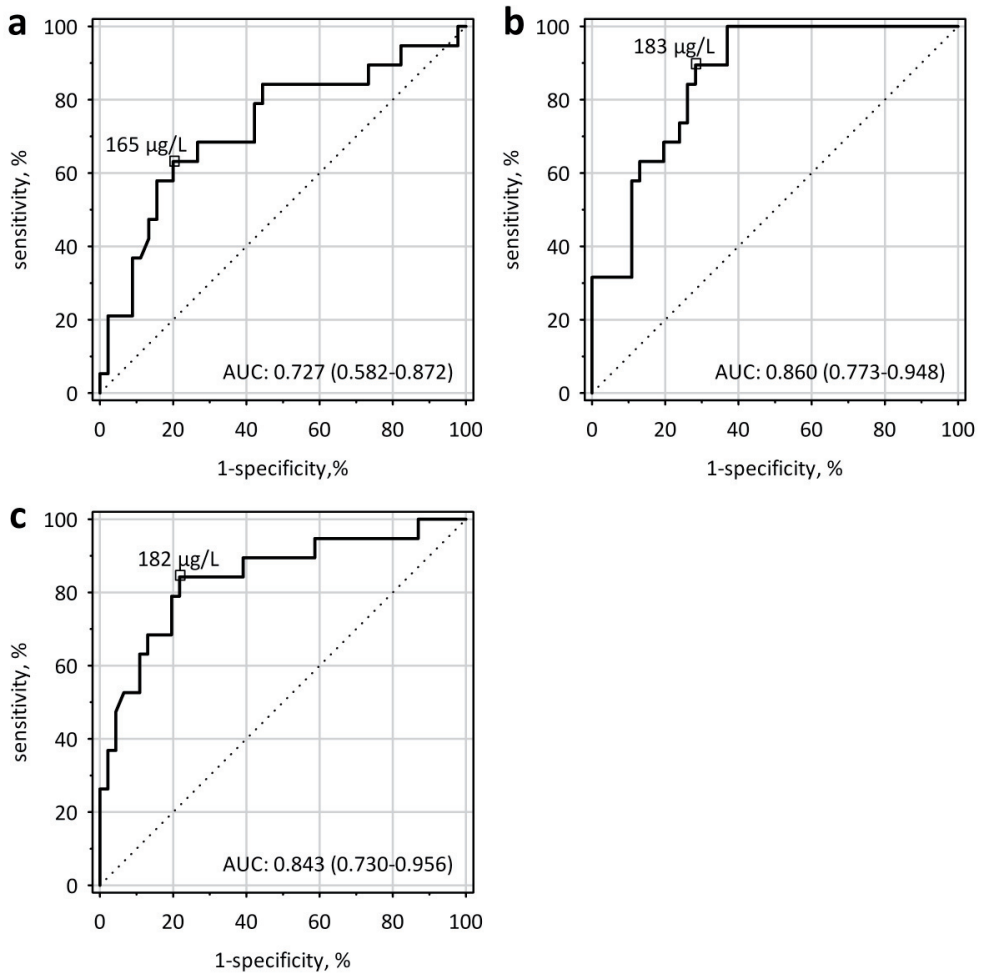 a
100
80
60
40
20
0
sensitivity, %
165 µg/L
AUC: 0.727 (0.582-0.872)
0 20 40 60 80 100
1-specificity,%
b
100
80
60
40
20
0
sensitivity, %
183 µg/L
AUC: 0.860 (0.773-0.948)
0 20 40 60 80 100
1-specificity, %
c
100
80
60
40
20
0
sensitivity, %
182 µg/L
AUC: 0.843 (0.730-0.956)
0 20 40 60 80 100
1-specificity, %